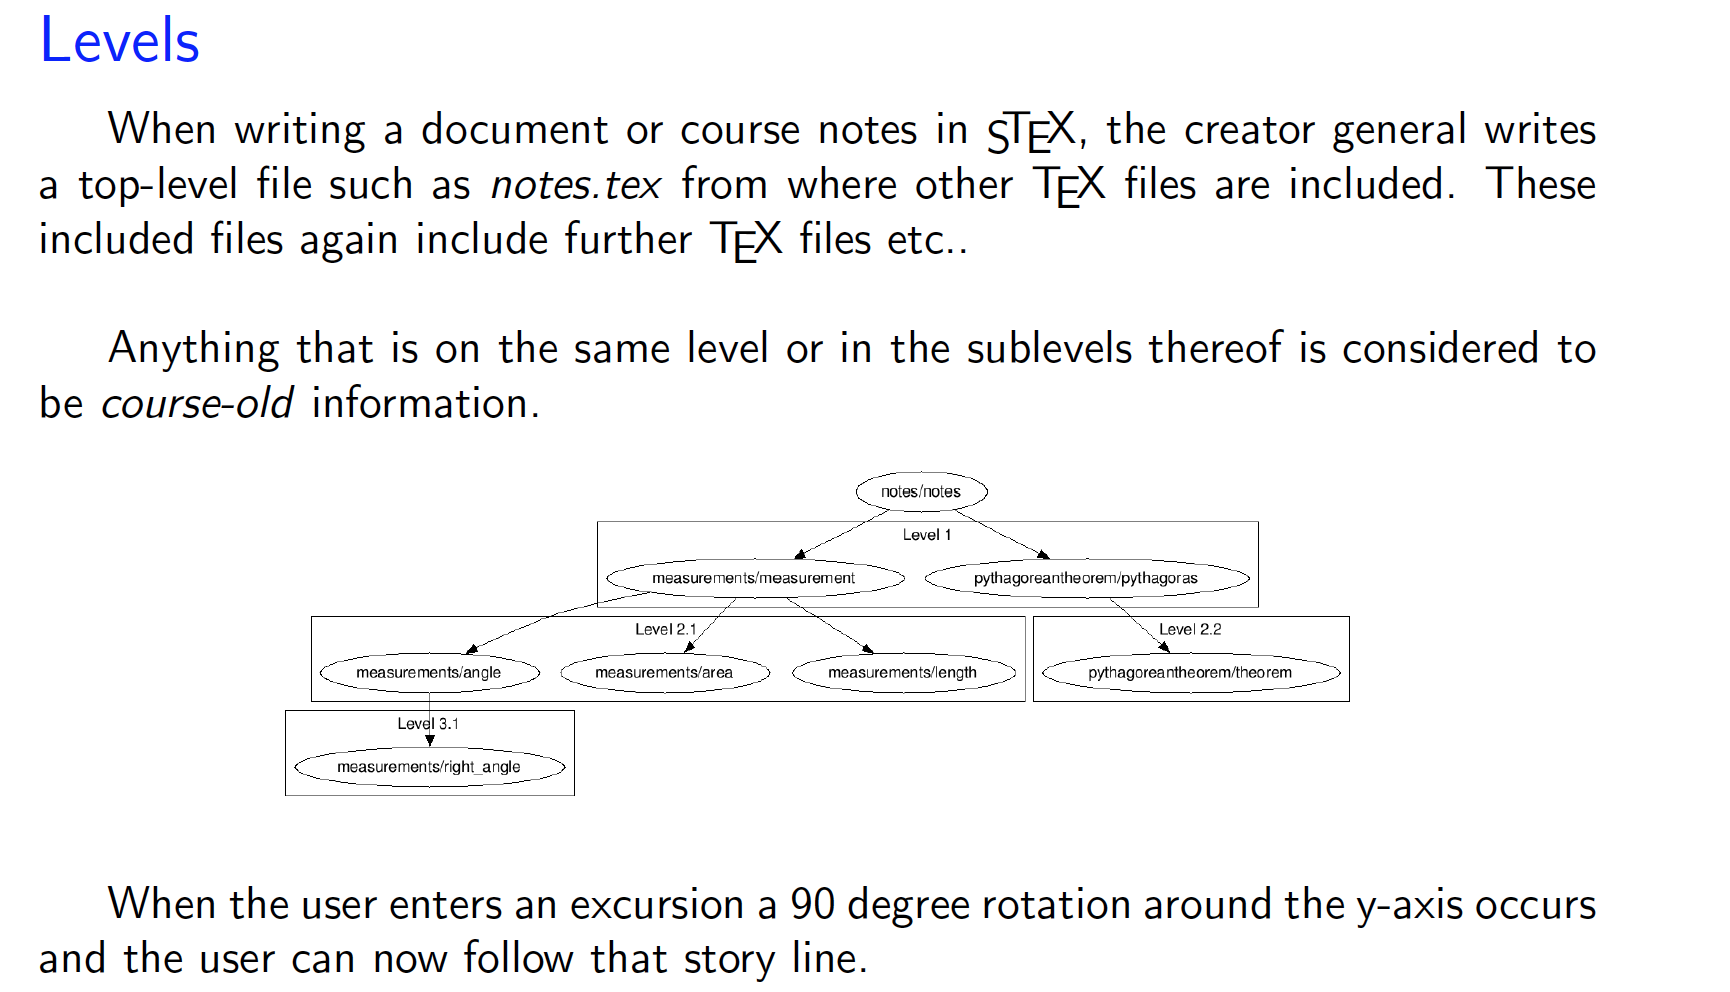 Levels
When writing a document or course notes in sTEX, the creator general writes
a top-level file such as notes.tex from where other TEX files are included. These
included files again include further TEX files etc..
Anything that is on the same level or in the sublevels thereof is considered to
be course-old information.
notes/notes
Level 1
measurements/measurement
pythagoreantheorem/pythagoras
Level 2.1
Level 2.2
measurements/angle
measurements/area
measurements/length
pythagoreantheorem/theorem
Level 3.1
measurements/right_angle
When the user enters an excursion a 90 degree rotation around the y-axis occurs
and the user can now follow that story line.